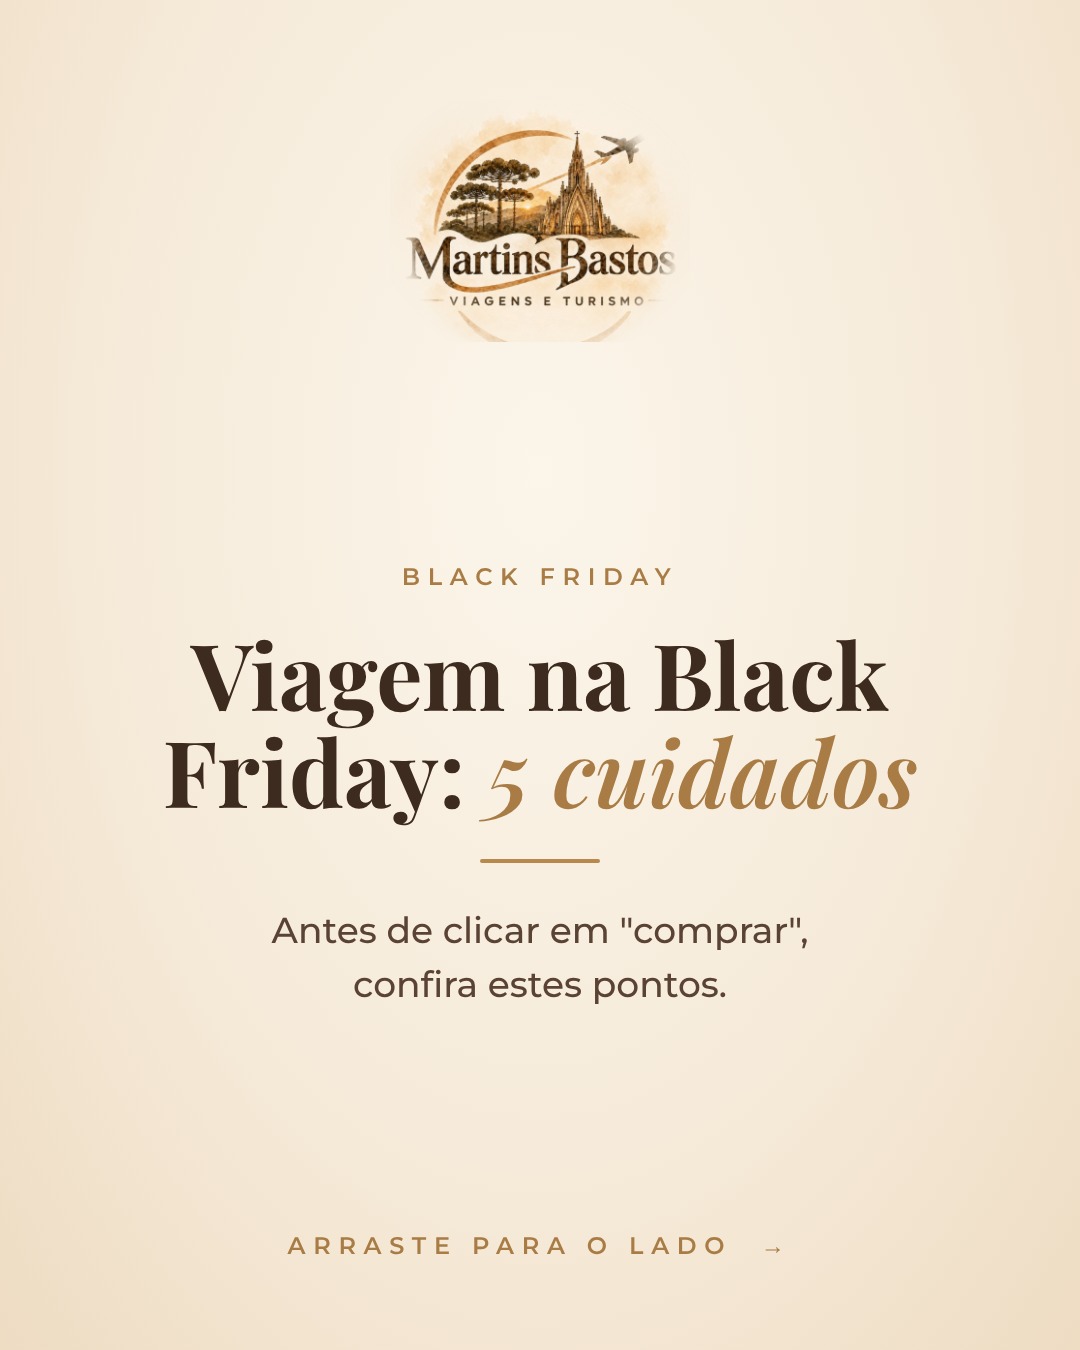 Martins Bastos
VIAGENS E TURISMO
BLACK FRIDAY
Viagem na Black
Friday: 5 cuidados
Antes de clicar em "comprar",
confira estes pontos.
ARRASTE PARA O LADO →